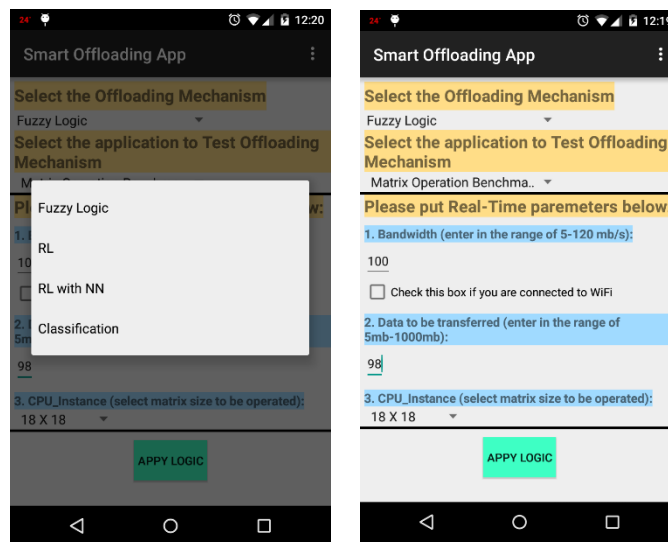 24° 12:20
Smart Offloading App
Select the Offloading Mechanism
Fuzzy Logic
Select the application to Test Offloading
Mechanism
Fuzzy Logic
RL
RL with NN
Classification
98
3. CPU_Instance (select matrix size to be operated):
18 X 18
APPY LOGIC
24° 12:19
Smart Offloading App
Select the Offloading Mechanism
Fuzzy Logic
Select the application to Test Offloading
Mechanism
Matrix Operation Benchma..
Please put Real-Time paremeters below:
1. Bandwidth (enter in the range of 5-120 mb/s):
100
Check this box if you are connected to WiFi
2. Data to be transferred (enter in the range of
5mb-1000mb):
98
3. CPU_Instance (select matrix size to be operated):
18 X 18
APPY LOGIC